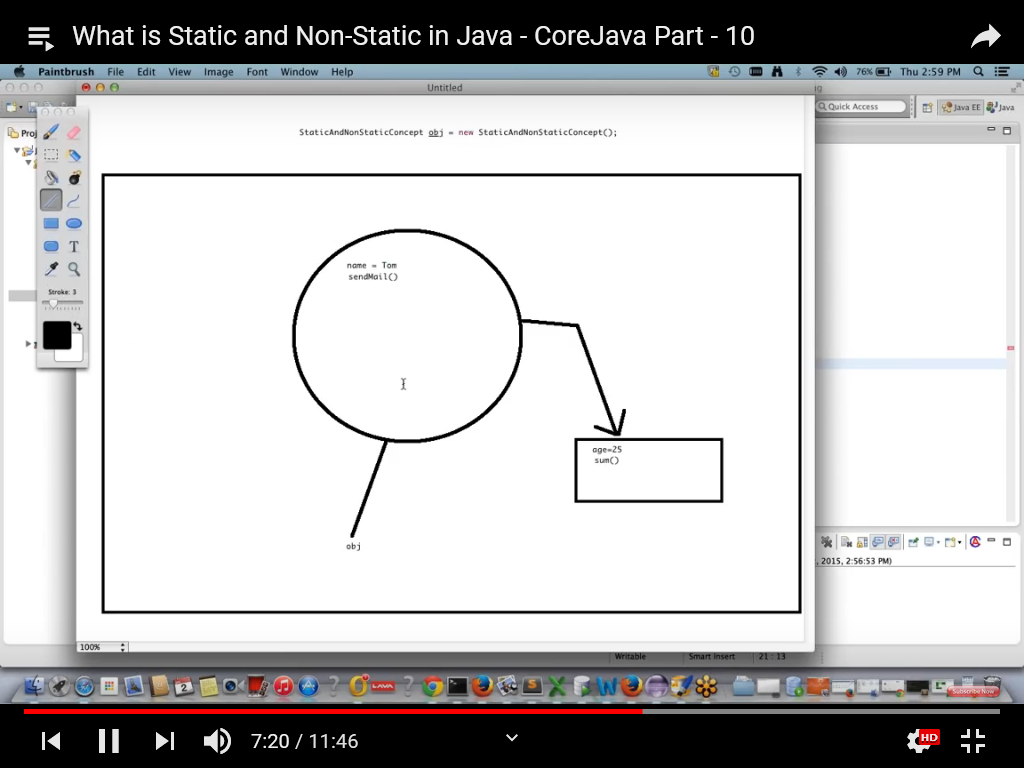 What is Static and Non-Static in Java - CoreJava Part - 10
Paintbrush File Edit View Image Font Window Help
76% Thu 2:59 PM
Untitled
Quick Access
Java EE
Java
Proj
StaticAndNonStaticConcept obj = new StaticAndNonStaticConcept();
T
Stroke: 3
name = Tom
sendMail()
age=25
sum()
obj
, 2015, 2:56:53 PM)
100%
Writable Smart Insert 21 : 13
2
LAVA
Subscribe Now
7:20 / 11:46
HD